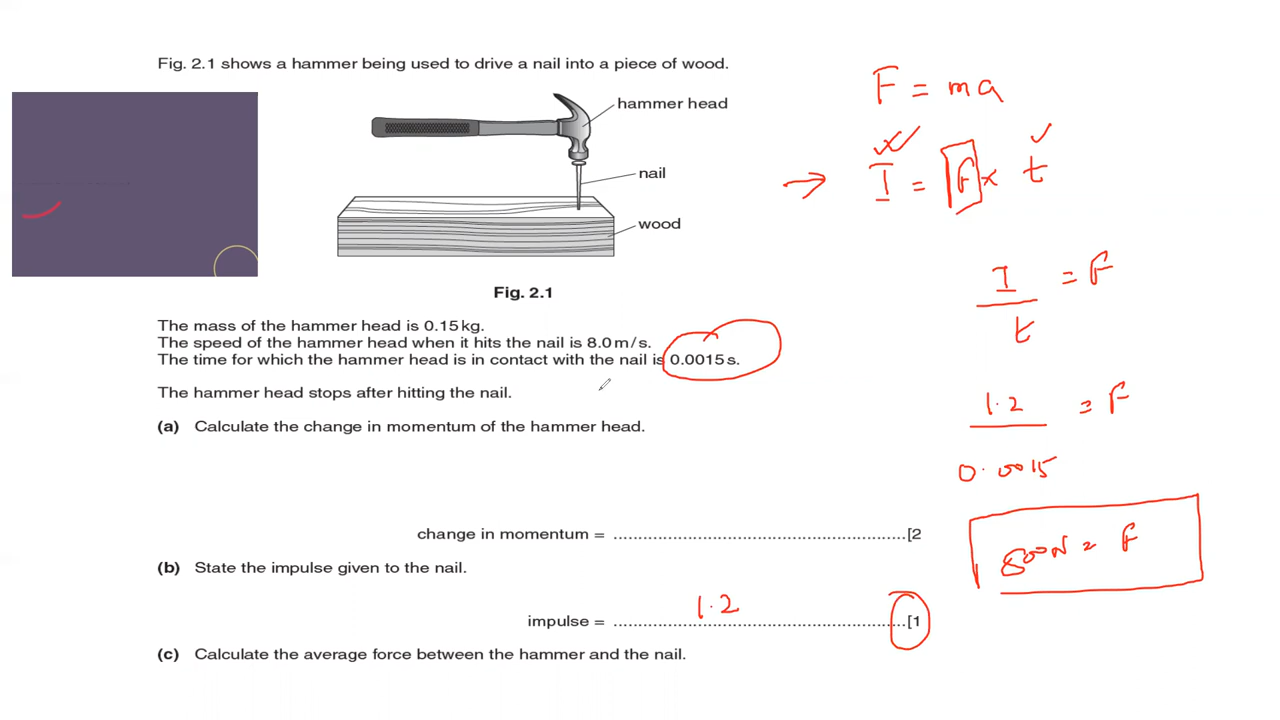 Fig. 2.1 shows a hammer being used to drive a nail into a piece of wood.
hammer head
nail
wood
Fig. 2.1
The mass of the hammer head is 0.15 kg.
The speed of the hammer head when it hits the nail is 8.0 m/s.
The time for which the hammer head is in contact with the nail is 0.0015 s.
The hammer head stops after hitting the nail.
(a) Calculate the change in momentum of the hammer head.
change in momentum = ...............................................................[2
(b) State the impulse given to the nail.
1.2
impulse = ...............................................................[1
(c) Calculate the average force between the hammer and the nail.
F = ma
I = F × t
I = F
t
1.2 = F
0.0015
800N = F